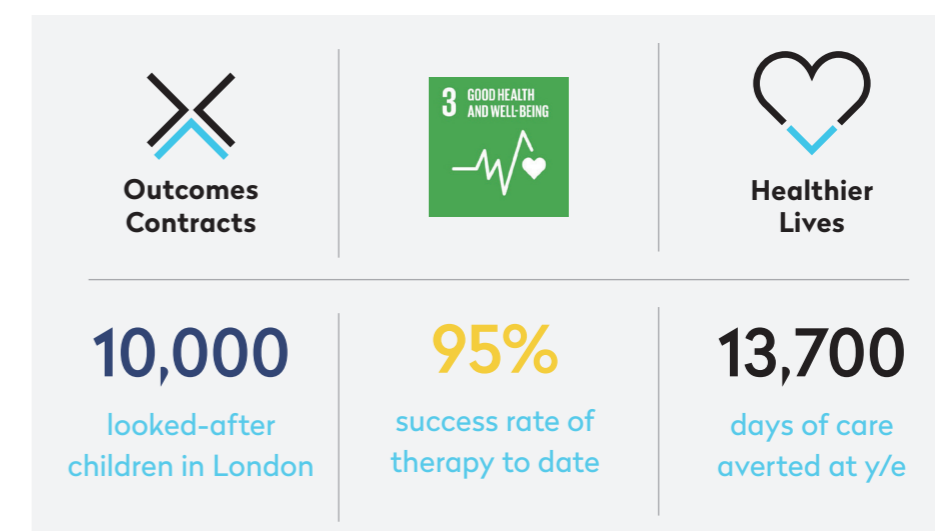 Outcomes
Contracts
3 GOOD HEALTH
AND WELL-BEING
Healthier
Lives
10,000
looked-after
children in London
95%
success rate of
therapy to date
13,700
days of care
averted at y/e